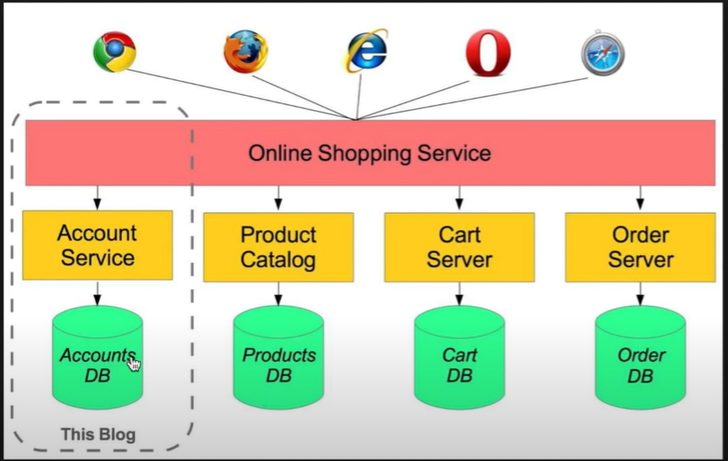 Online Shopping Service
Account
Service
Product
Catalog
Cart
Server
Order
Server
Accounts
DB
Products
DB
Cart
DB
Order
DB
This Blog